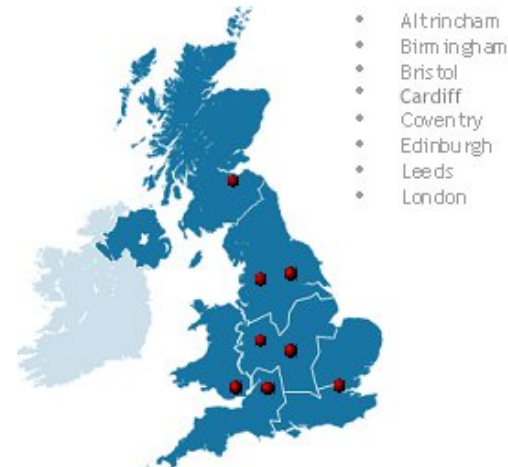 Altrincham
Birmingham
Bristol
Cardiff
Coventry
Edinburgh
Leeds
London